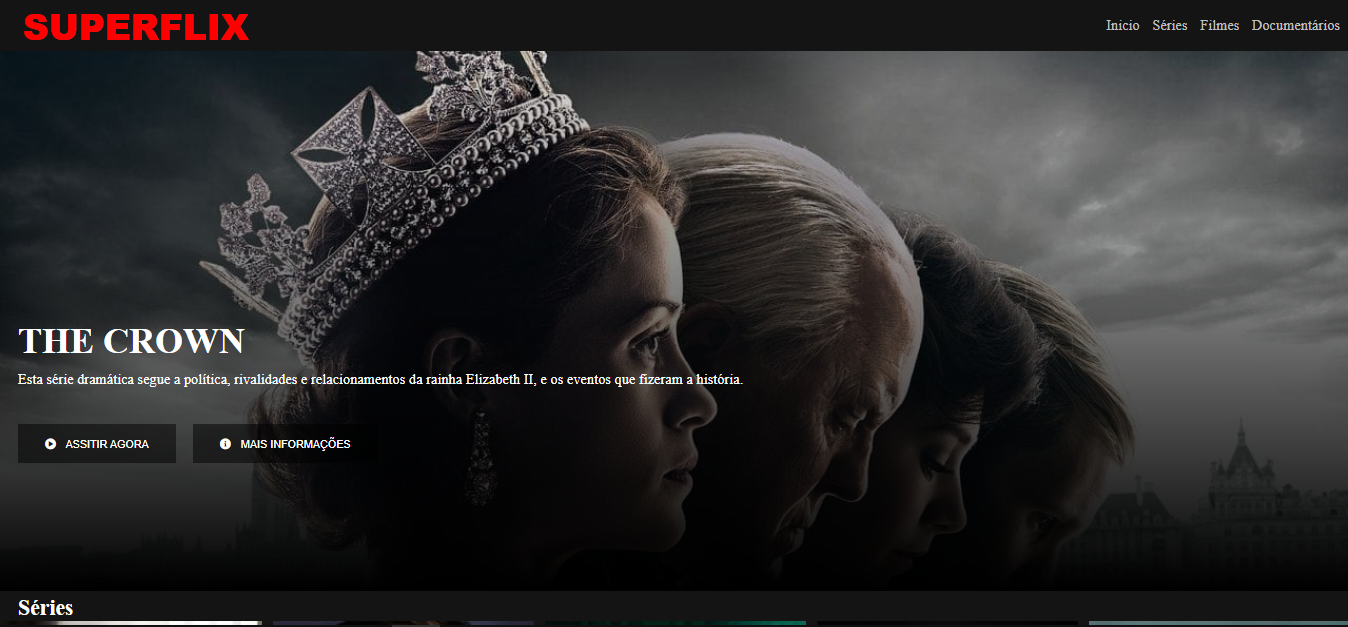 SUPERFLIX
Inicio Séries Filmes Documentários
THE CROWN
Esta série dramática segue a política, rivalidades e relacionamentos da rainha Elizabeth II, e os eventos que fizeram a história.
ASSITIR AGORA
MAIS INFORMAÇÕES
Séries